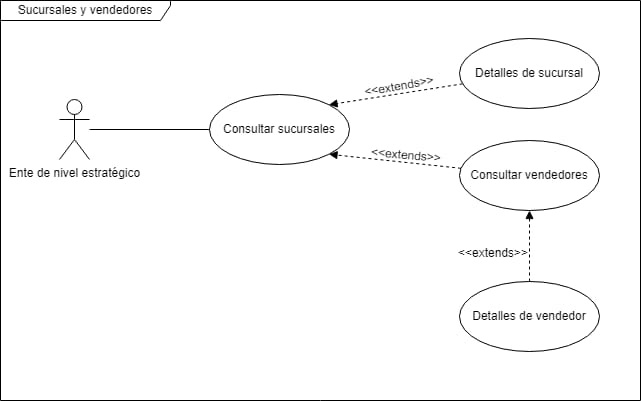 Sucursales y vendedores
Detalles de sucursal
<<extends>>
Consultar sucursales
<<extends>>
Ente de nivel estratégico
Consultar vendedores
<<extends>>
Detalles de vendedor